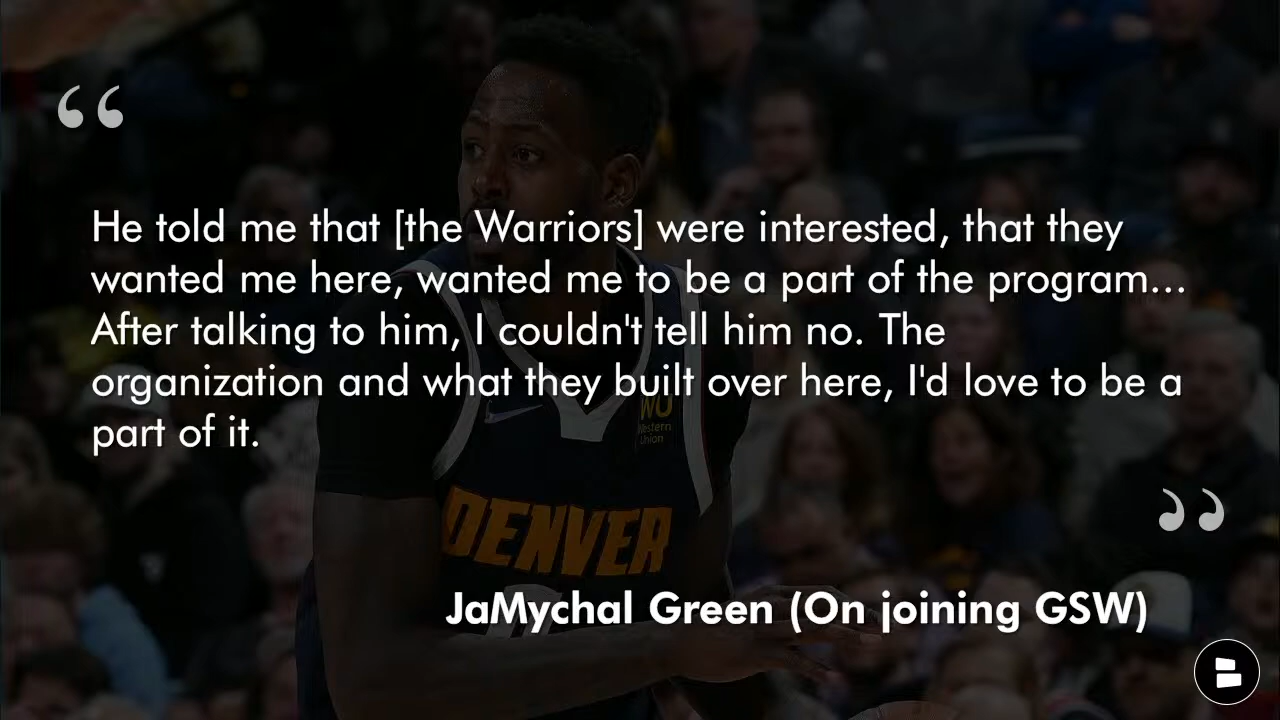 “
He told me that [the Warriors] were interested, that they
wanted me here, wanted me to be a part of the program...
After talking to him, I couldn't tell him no. The
organization and what they built over here, I'd love to be a
part of it.
”
WU
Western
Union
DENVER
JaMychal Green (On joining GSW)